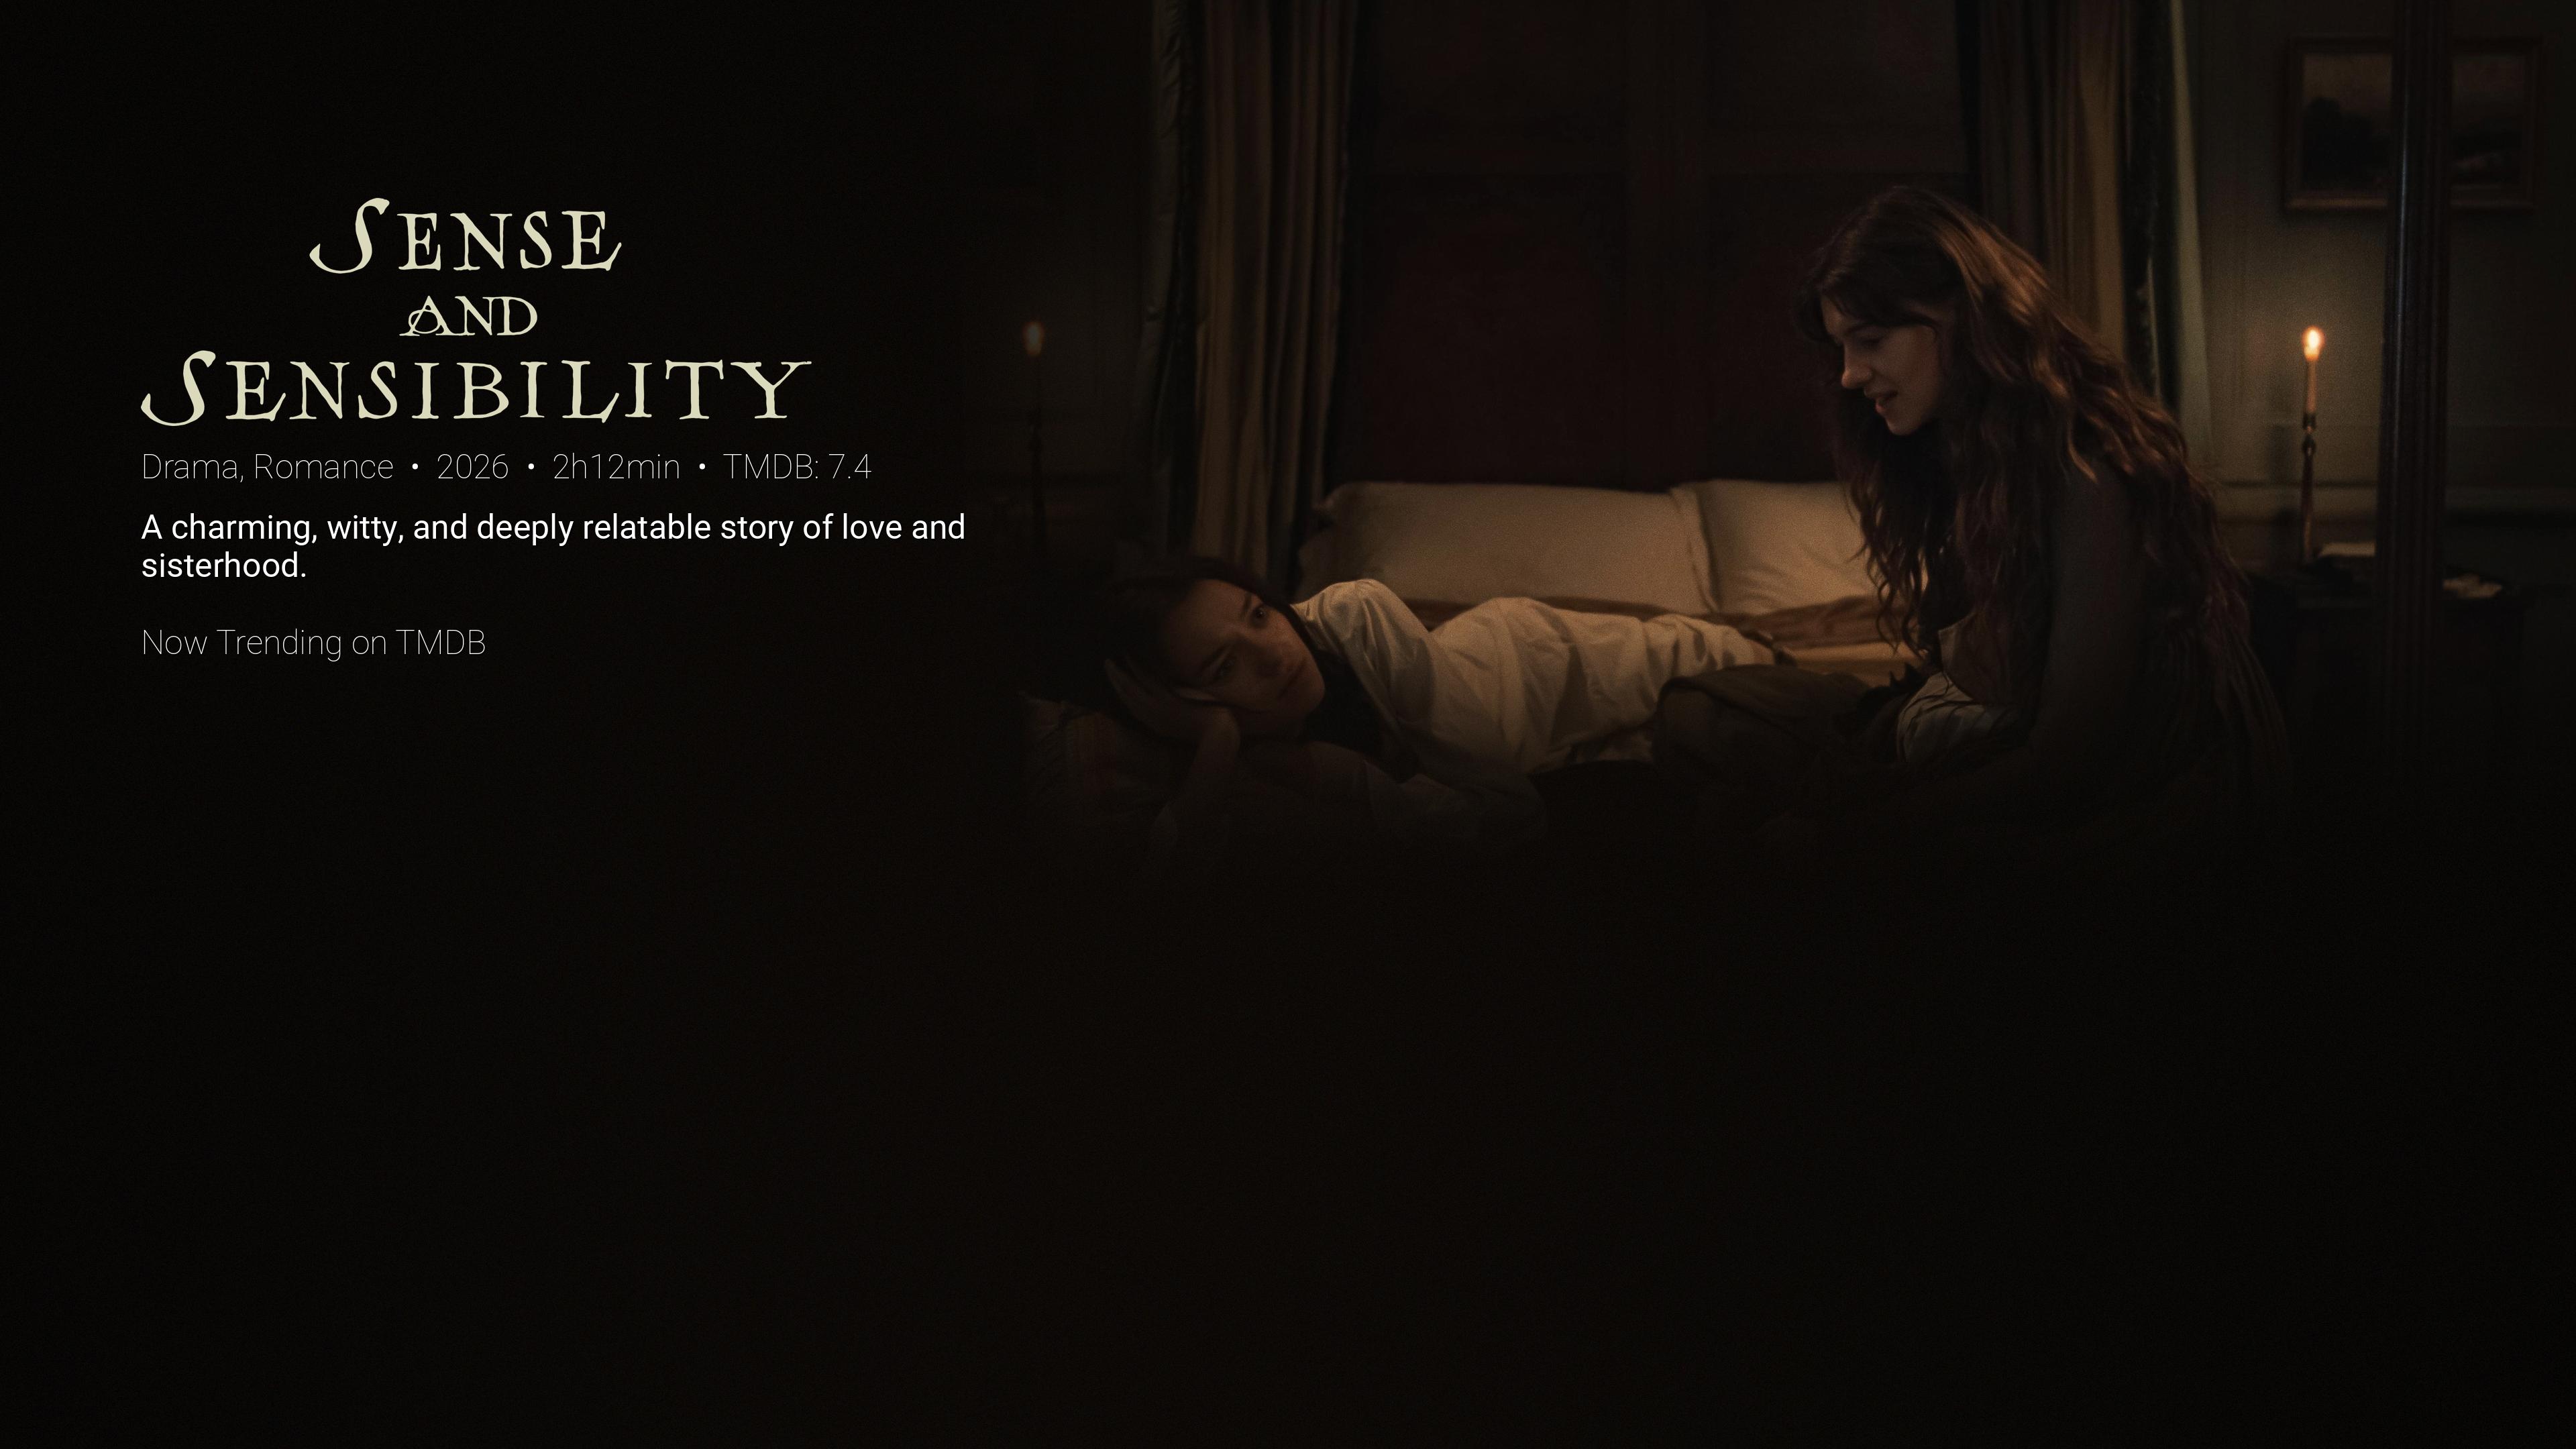 SENSE
AND
SENSIBILITY
Drama, Romance • 2026 • 2h12min • TMDB: 7.4
A charming, witty, and deeply relatable story of love and
sisterhood.
Now Trending on TMDB